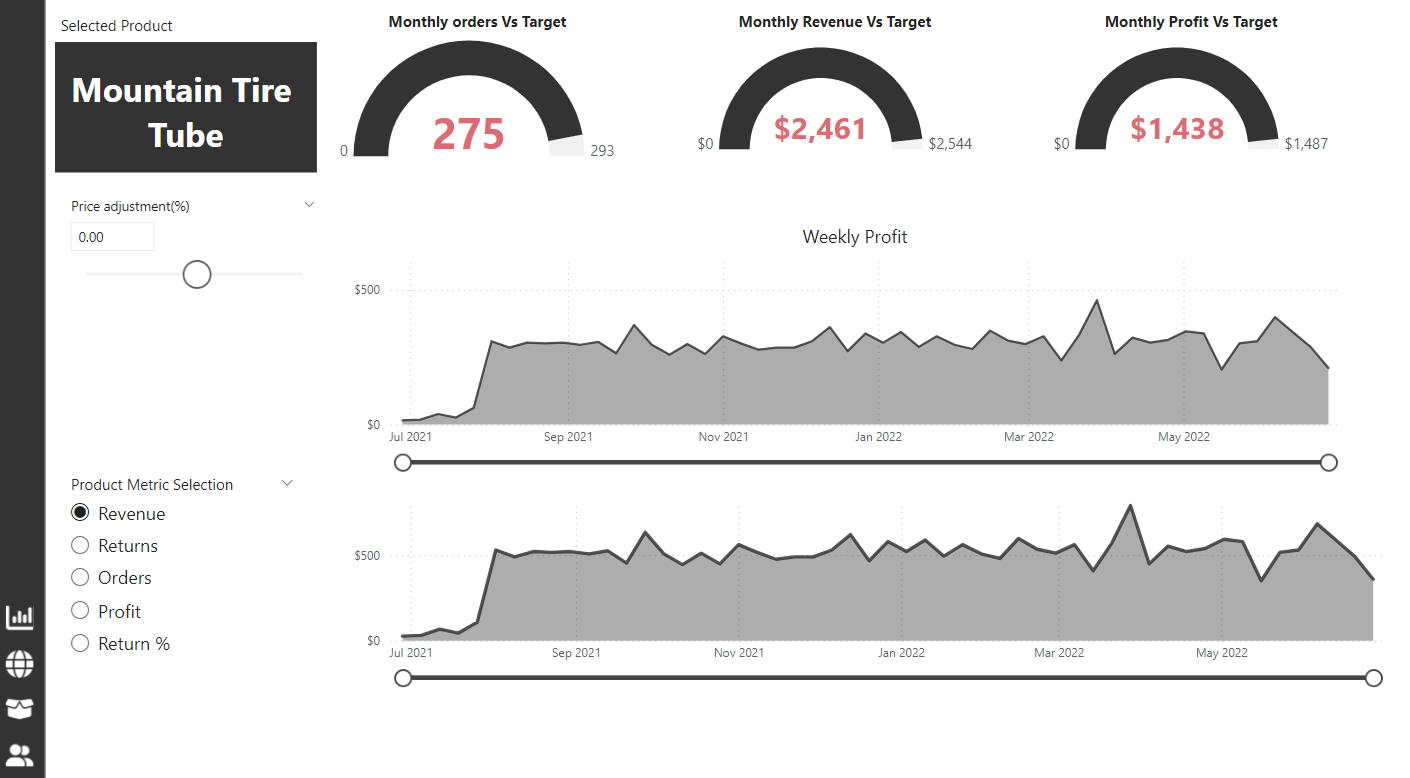 Selected Product
Mountain Tire
Tube
Monthly orders Vs Target
275
0
293
Monthly Revenue Vs Target
$2,461
$0
$2,544
Monthly Profit Vs Target
$1,438
$0
$1,487
Price adjustment(%)
0.00
Weekly Profit
$500
$0
Jul 2021
Sep 2021
Nov 2021
Jan 2022
Mar 2022
May 2022
Product Metric Selection
Revenue
Returns
Orders
Profit
Return %
$500
$0
Jul 2021
Sep 2021
Nov 2021
Jan 2022
Mar 2022
May 2022